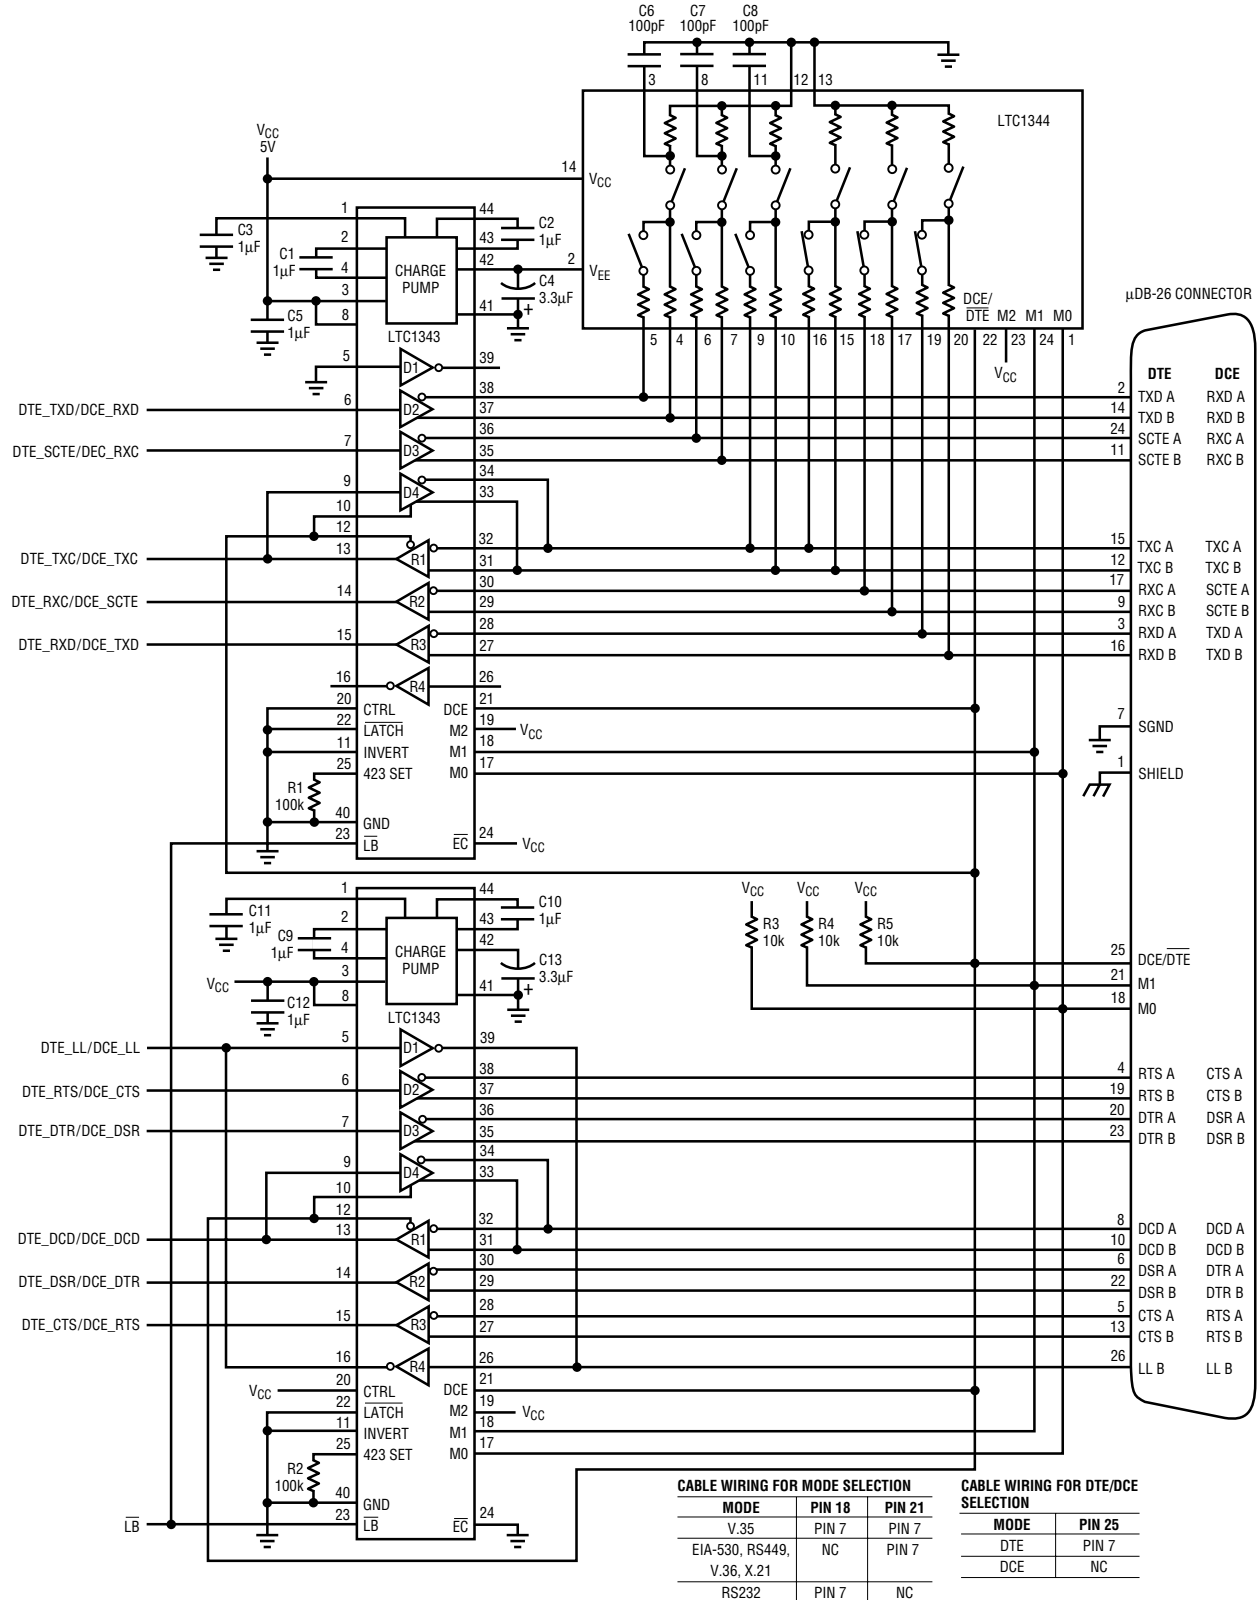 C6 C7 C8
100pF 100pF 100pF
3 8 11 12 13
LTC1344
VCC
5V
14 VCC
1 44
C3
1µF
C2
1µF
2 43
C1
1µF
4 42
CHARGE
PUMP
2 VEE
C4
3.3µF
+
3 41
8
C5
1µF
LTC1343
DCE/
DTE M2 M1 M0
5 4 6 7 9 10 16 15 18 17 19 20 22 23 24 1
VCC
µDB-26 CONNECTOR
DTE DCE
5 D1 39
DTE_TXD/DCE_RXD 6 D2 38 2 TXD A RXD A
37 14 TXD B RXD B
DTE_SCTE/DEC_RXC 7 D3 36 24 SCTE A RXC A
35 11 SCTE B RXC B
9 D4 34
33
10
12
DTE_TXC/DCE_TXC 13 R1 32 15 TXC A TXC A
31 12 TXC B TXC B
DTE_RXC/DCE_SCTE 14 R2 30 17 RXC A SCTE A
29 9 RXC B SCTE B
DTE_RXD/DCE_TXD 15 R3 28 3 RXD A TXD A
27 16 RXD B TXD B
16 R4 26
20 CTRL DCE 21
22 LATCH M2 19 VCC
11 INVERT M1 18
25 423 SET M0 17
R1
100k
40 GND
23 LB EC 24 VCC
7 SGND
1 SHIELD
1 44
C11
1µF
C10
1µF
2 43
C9
1µF
4 42
CHARGE
PUMP
C13
3.3µF
+
VCC 3 41
8
C12
1µF
LTC1343
VCC VCC VCC
R3
10k
R4
10k
R5
10k
25 DCE/DTE
21 M1
18 M0
DTE_LL/DCE_LL 5 D1 39
DTE_RTS/DCE_CTS 6 D2 38 4 RTS A CTS A
37 19 RTS B CTS B
DTE_DTR/DCE_DSR 7 D3 36 20 DTR A DSR A
35 23 DTR B DSR B
9 D4 34
33
10
12
DTE_DCD/DCE_DCD 13 R1 32 8 DCD A DCD A
31 10 DCD B DCD B
DTE_DSR/DCE_DTR 14 R2 30 6 DSR A DTR A
29 22 DSR B DTR B
DTE_CTS/DCE_RTS 15 R3 28 5 CTS A RTS A
27 13 CTS B RTS B
16 R4 26 26 LL B LL B
VCC 20 CTRL DCE 21
22 LATCH M2 19 VCC
11 INVERT M1 18
25 423 SET M0 17
R2
100k
40 GND
LB 23 LB EC 24
CABLE WIRING FOR MODE SELECTION
MODE PIN 18 PIN 21
V.35 PIN 7 PIN 7
EIA-530, RS449, NC PIN 7
V.36, X.21
RS232 PIN 7 NC
CABLE WIRING FOR DTE/DCE
SELECTION
MODE PIN 25
DTE PIN 7
DCE NC